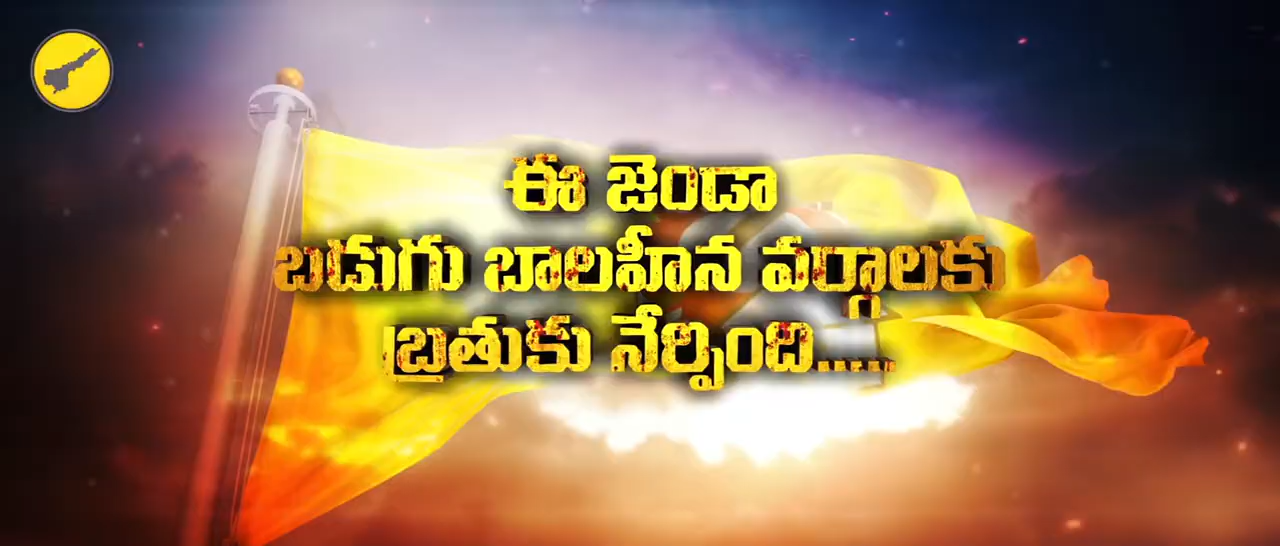 ఈ జెండా
బడుగు బాలహీన వర్గాలకు
బ్రతుకు నేర్పింది.....